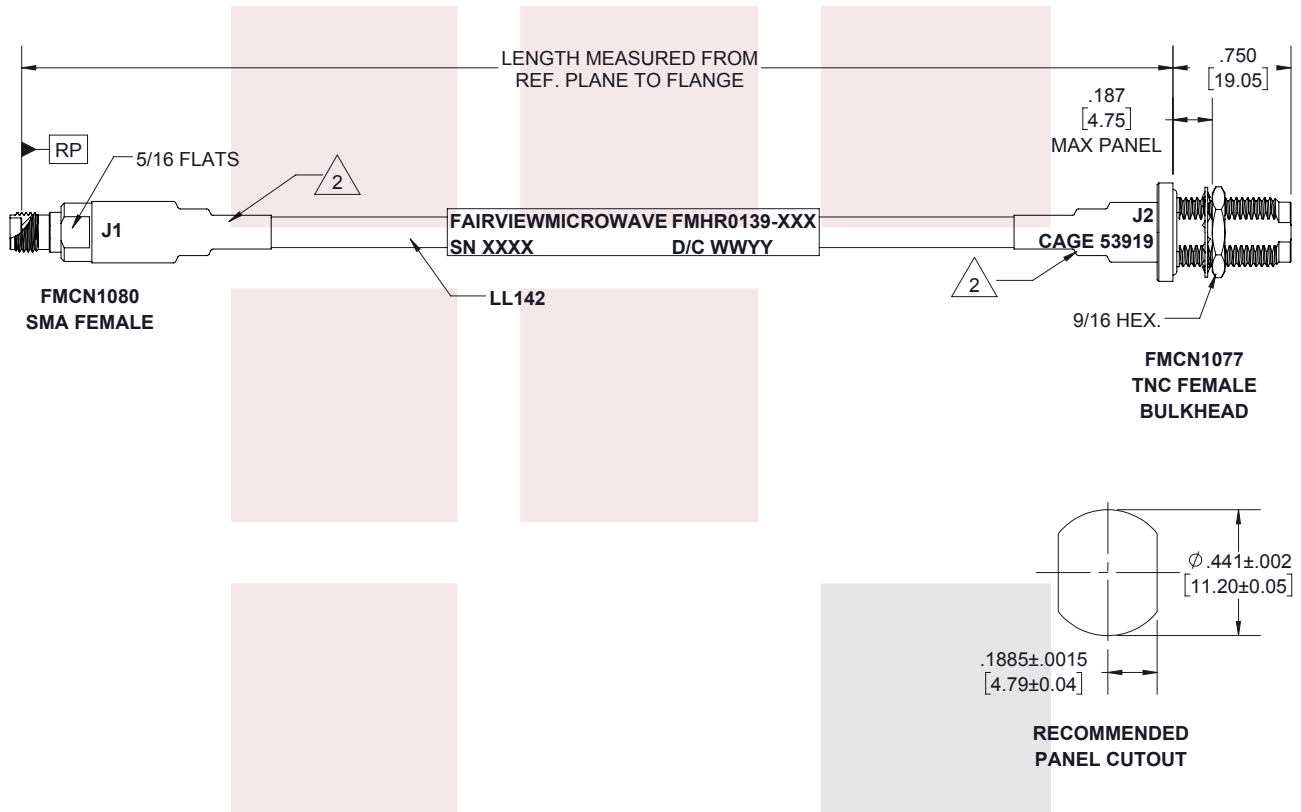 LENGTH MEASURED FROM
REF. PLANE TO FLANGE
.750
[19.05]
.187
[4.75]
MAX PANEL
RP
5/16 FLATS
2
J1
FAIRVIEWMICROWAVE FMHR0139-XXX
SN XXXX D/C WWYY
J2
CAGE 53919
FMCN1080
SMA FEMALE
LL142
2
9/16 HEX.
FMCN1077
TNC FEMALE
BULKHEAD
Ø .441±.002
[11.20±0.05]
.1885±.0015
[4.79±0.04]
RECOMMENDED
PANEL CUTOUT